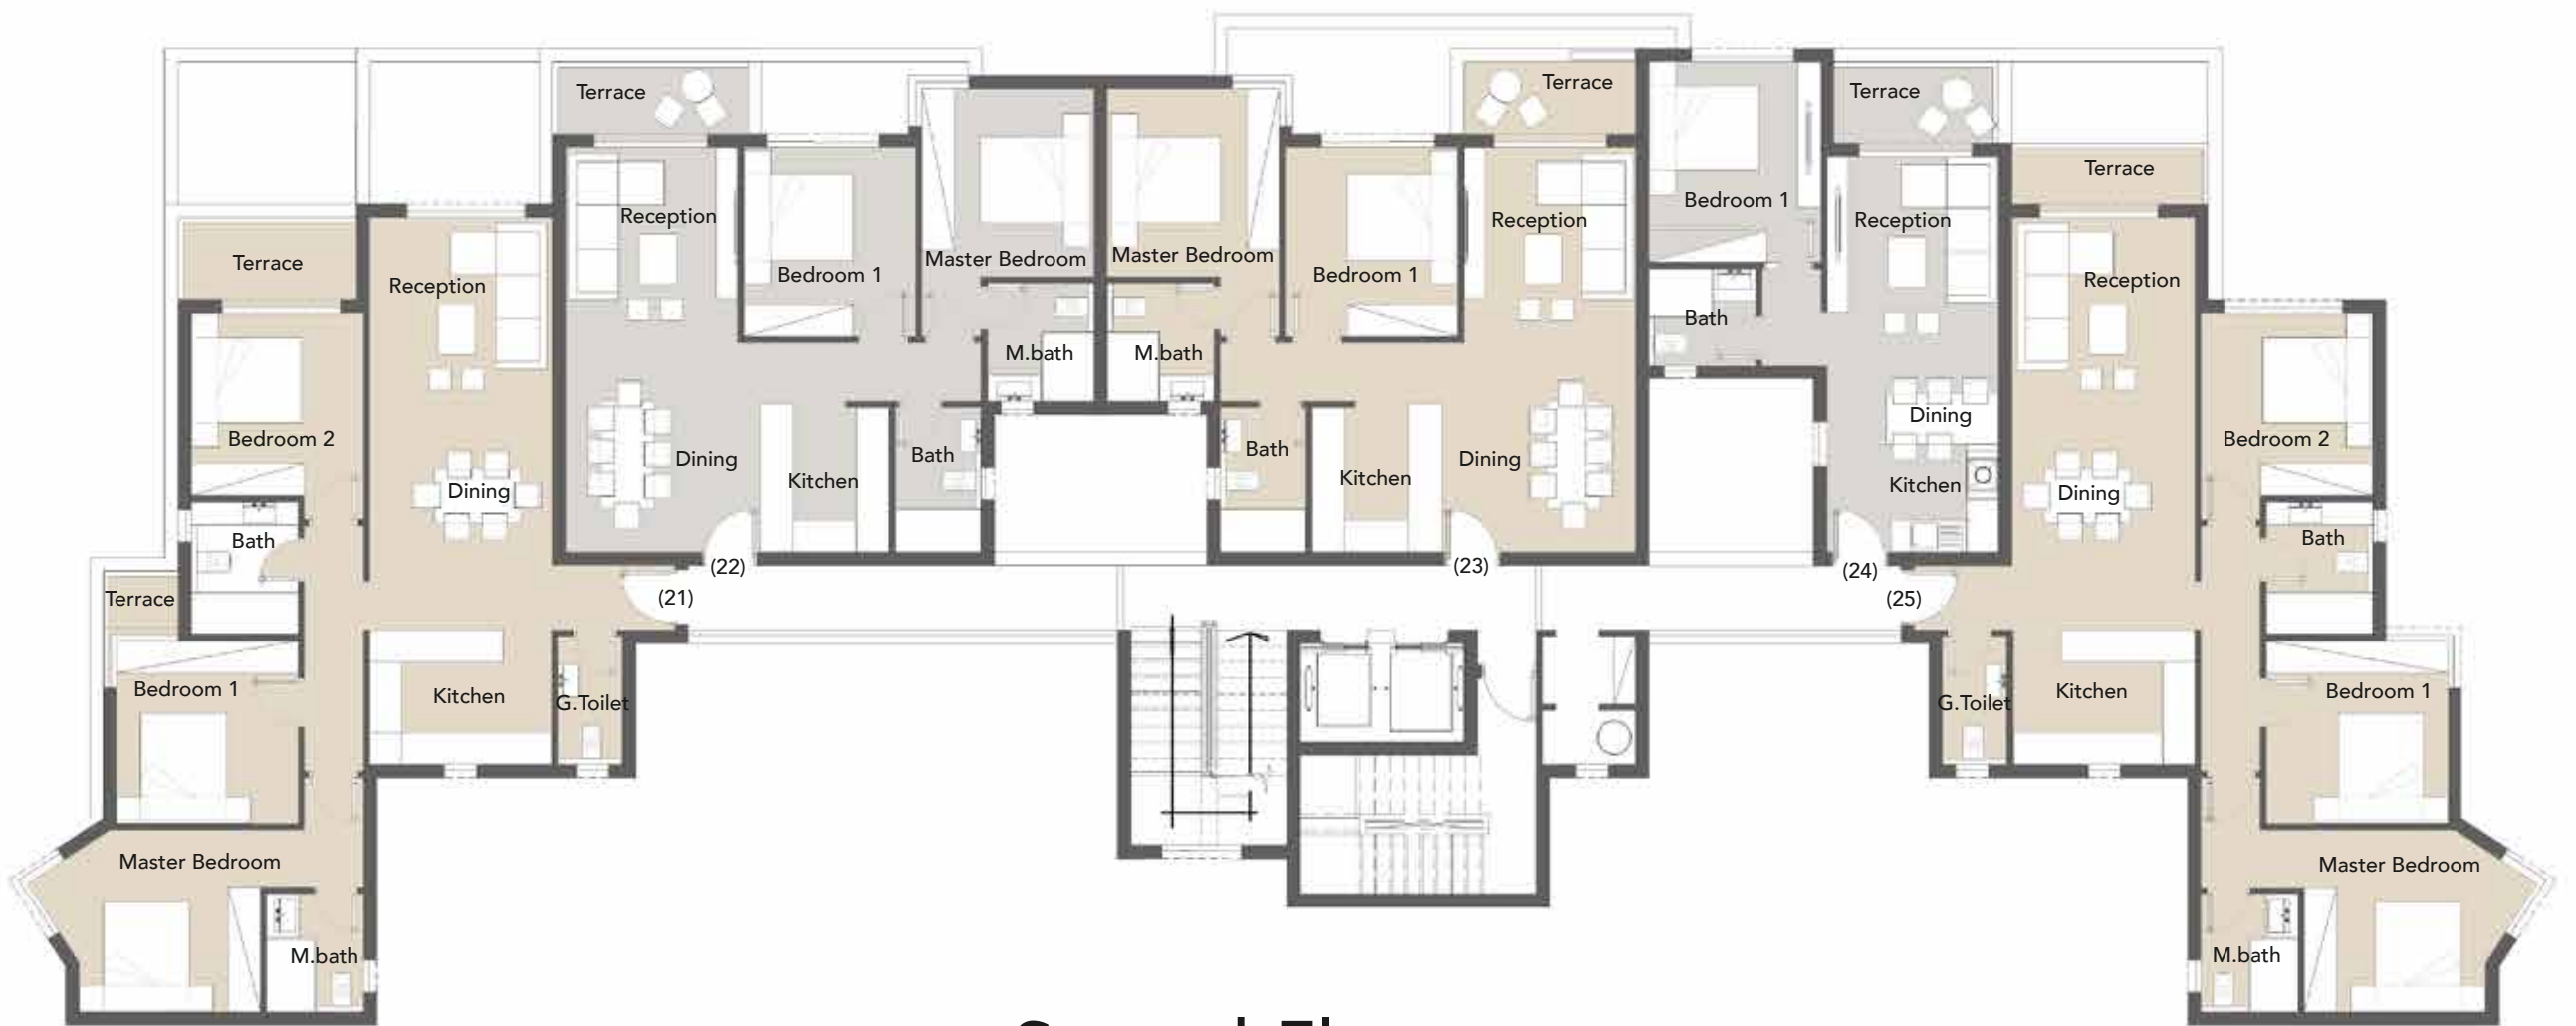 Terrace
Terrace
Terrace
Terrace
Terrace
Reception
Bedroom 1
Master Bedroom
Master Bedroom
Bedroom 1
Reception
Bedroom 1
Reception
Terrace
Reception
Reception
M.bath
M.bath
Bath
Bedroom 2
Dining
Dining
Kitchen
Bath
Bath
Kitchen
Dining
Dining
Kitchen
Dining
Bedroom 2
Bath
(22)
(23)
(24)
Bath
Terrace
(21)
(25)
Bedroom 1
Kitchen
G.Toilet
G.Toilet
Kitchen
Bedroom 1
Master Bedroom
Master Bedroom
M.bath
M.bath